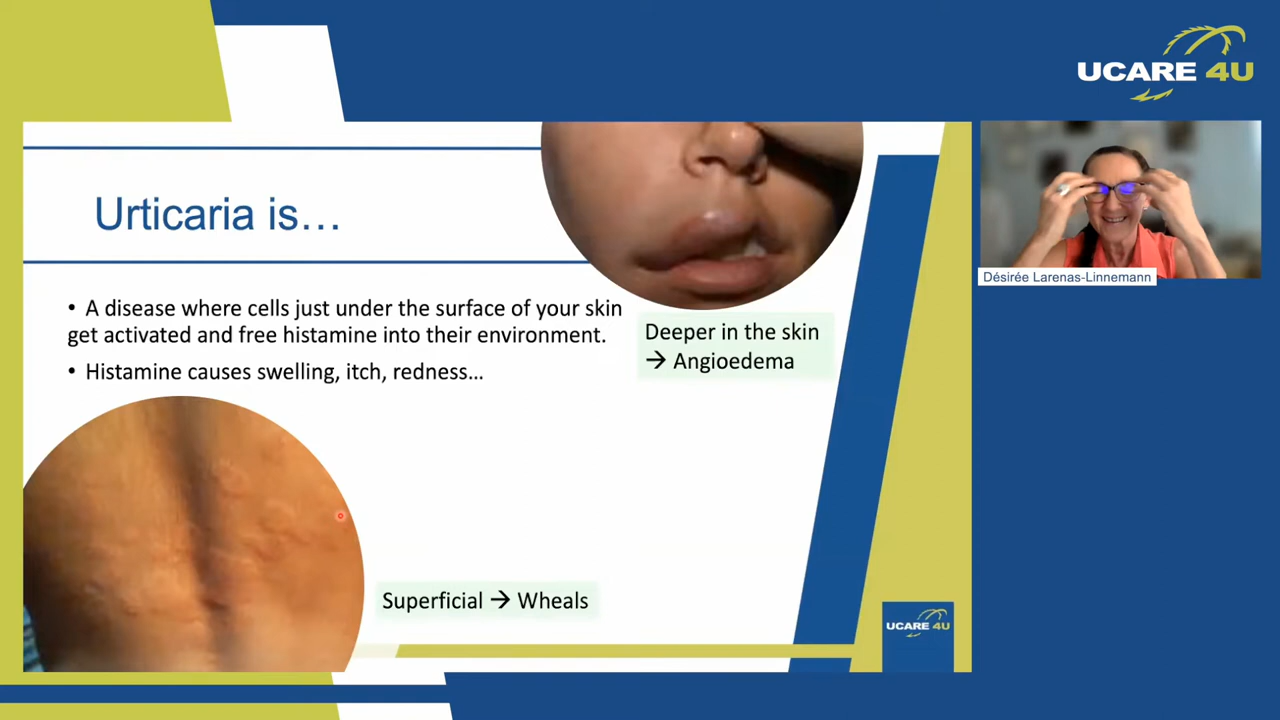 UCARE 4U
Urticaria is…
• A disease where cells just under the surface of your skin
get activated and free histamine into their environment.
• Histamine causes swelling, itch, redness…
Deeper in the skin
→ Angioedema
Superficial → Wheals
UCARE 4U
Désirée Larenas-Linnemann